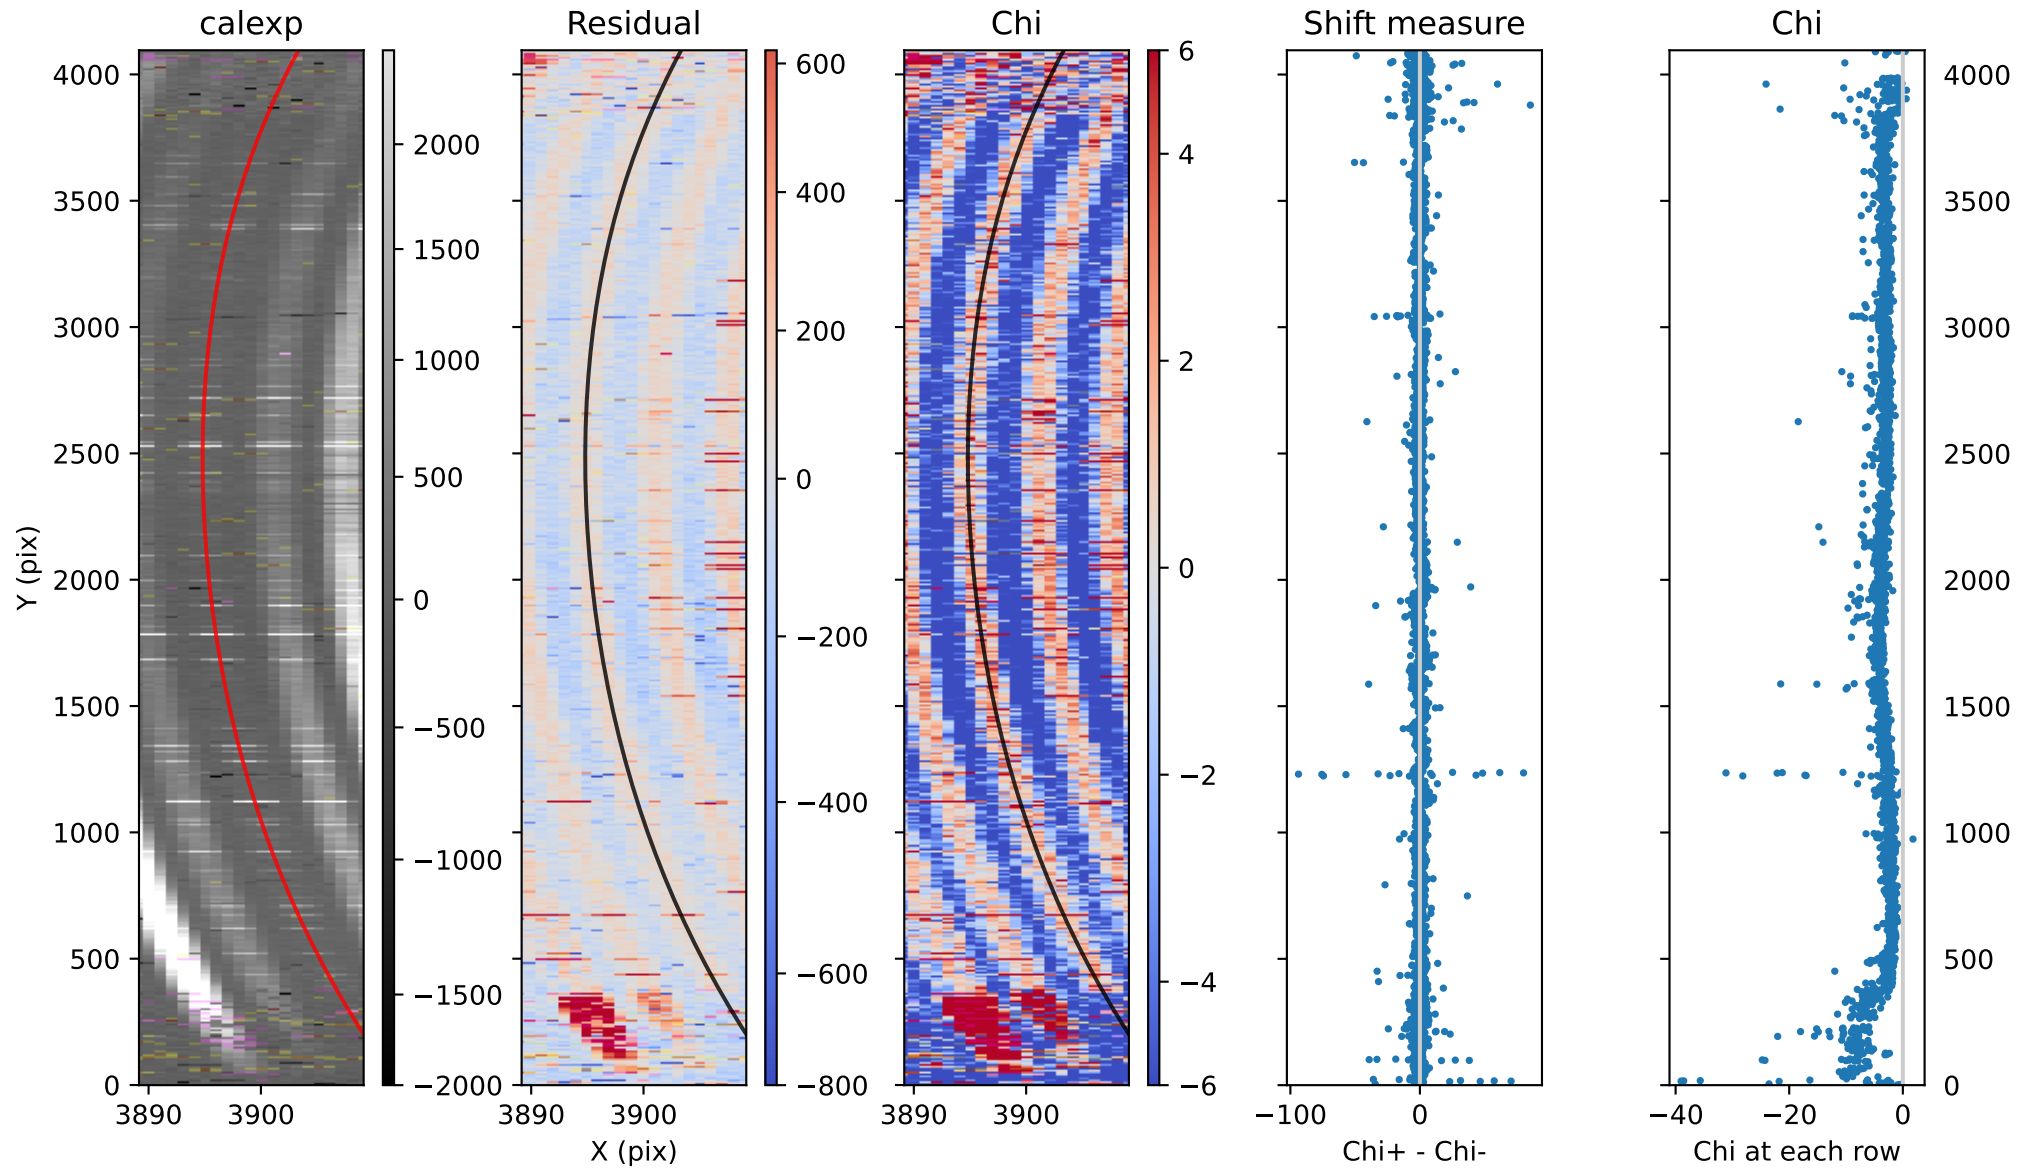 calexp Residual Chi Shift measure Chi
4000 3500 3000 2500 2000 1500 1000 500 0
Y (pix)
3890 3900
2000 1500 1000 500 0 −500 −1000 −1500 −2000
3890 3900
X (pix)
600 400 200 0 −200 −400 −600 −800
3890 3900
6 4 2 0 −2 −4 −6
−100 0
Chi+ - Chi-
−40 −20 0
Chi at each row
4000 3500 3000 2500 2000 1500 1000 500 0